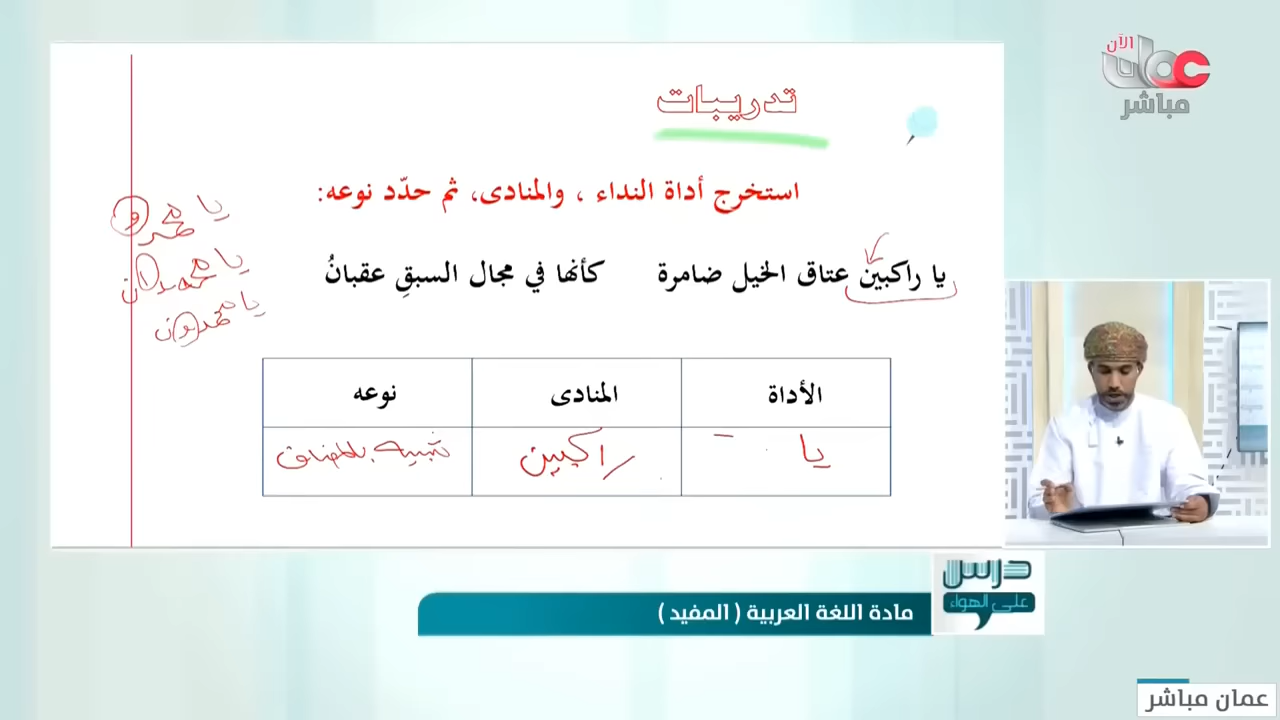 الآن
عمان
مباشر
تدريبات
استخرج أداة النداء ، والمنادى، ثم حدّد نوعه:
يا محمد و
يا محمدان
يا محمدون
يا راكبين عتاق الخيل ضامرة كأنها في مجال السبقِ عقبانُ
الأداة المنادى نوعه
يا راكبين شبيه بالمضاف
درس
على الهواء
مادة اللغة العربية ( المفيد )
عمان مباشر